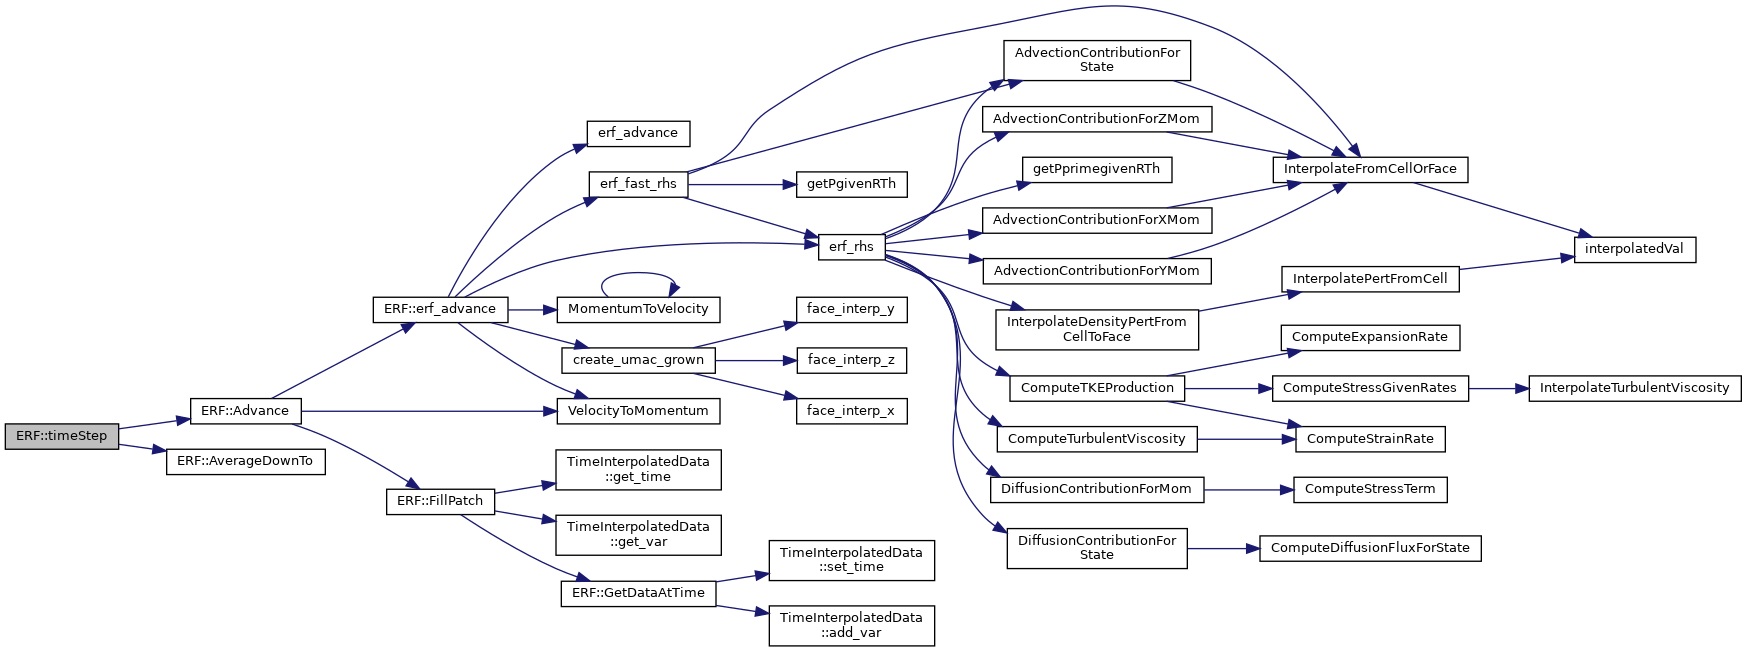 ERF::timeStep
ERF::Advance
ERF::AverageDownTo
ERF::erf_advance
ERF::FillPatch
erf_advance
erf_fast_rhs
MomentumToVelocity
create_umac_grown
VelocityToMomentum
TimeInterpolatedData
::get_time
TimeInterpolatedData
::get_var
ERF::GetDataAtTime
getPgivenRTh
erf_rhs
face_interp_y
face_interp_z
face_interp_x
TimeInterpolatedData
::set_time
TimeInterpolatedData
::add_var
AdvectionContributionFor
State
AdvectionContributionForZMom
getPprimegivenRTh
AdvectionContributionForXMom
AdvectionContributionForYMom
InterpolateDensityPertFrom
CellToFace
ComputeTKEProduction
ComputeTurbulentViscosity
DiffusionContributionForMom
DiffusionContributionFor
State
InterpolateFromCellOrFace
InterpolatePertFromCell
ComputeExpansionRate
ComputeStressGivenRates
ComputeStrainRate
ComputeStressTerm
ComputeDiffusionFluxForState
interpolatedVal
InterpolateTurbulentViscosity